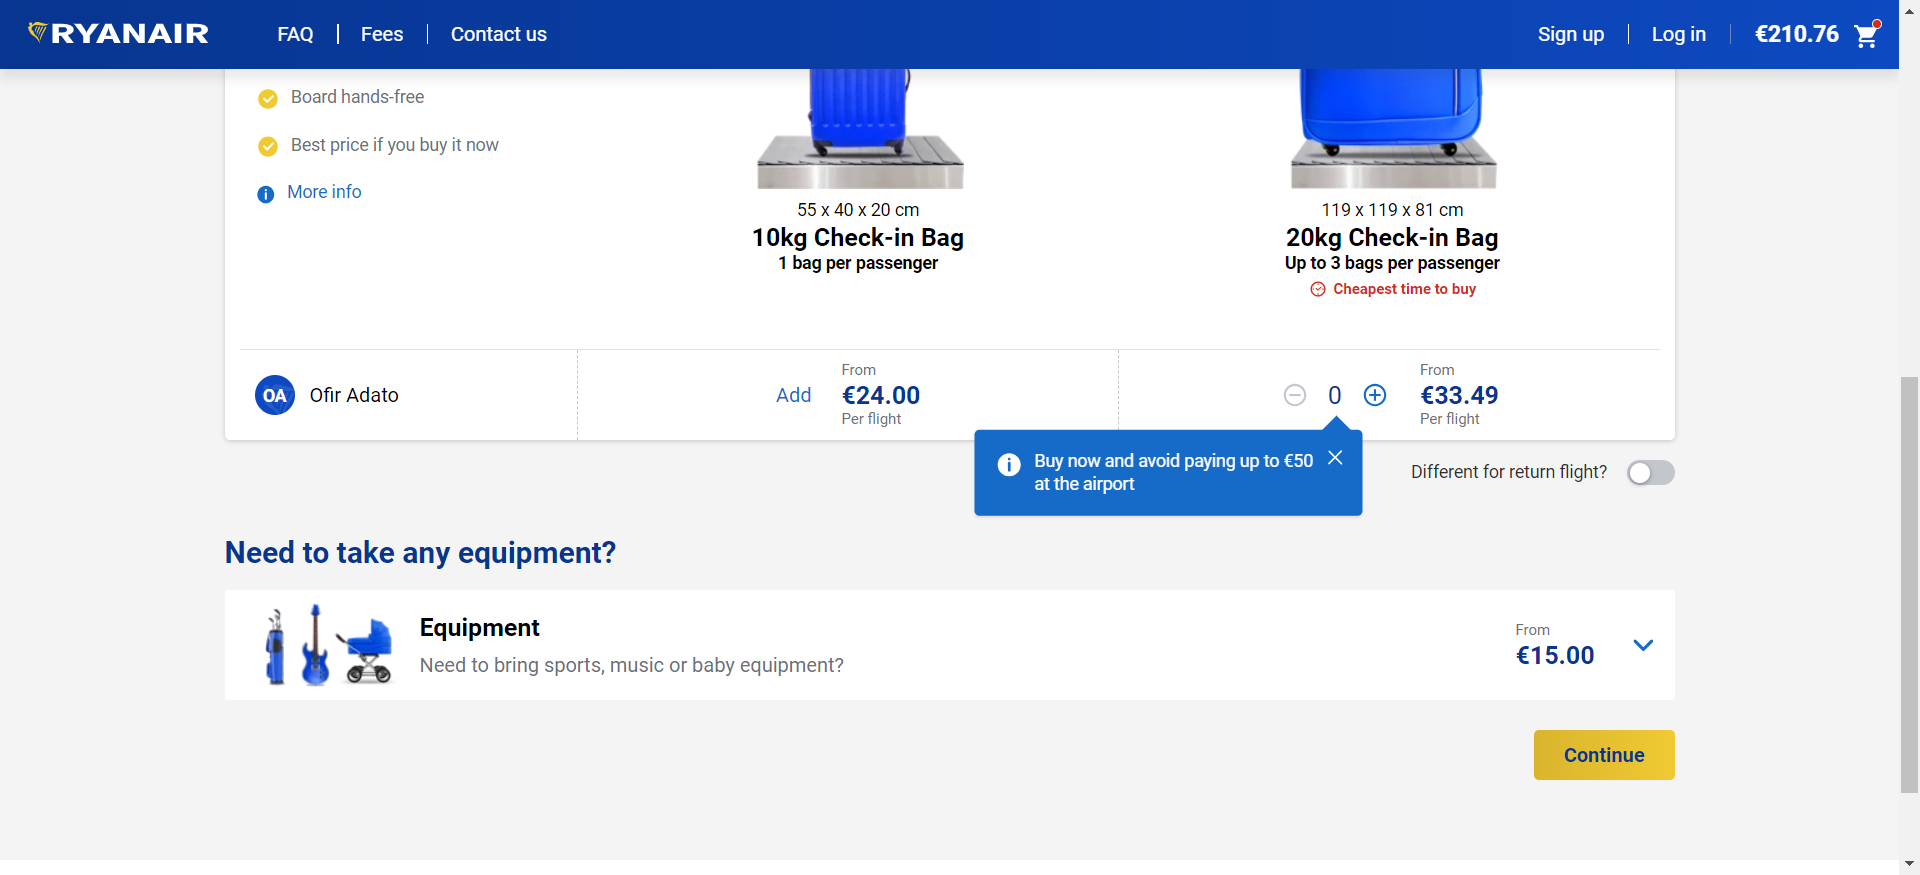 RYANAIR
FAQ
Fees
Contact us
Sign up
Log in
€210.76
Board hands-free
Best price if you buy it now
More info
55 x 40 x 20 cm
10kg Check-in Bag
1 bag per passenger
119 x 119 x 81 cm
20kg Check-in Bag
Up to 3 bags per passenger
Cheapest time to buy
OA
Ofir Adato
Add
From
€24.00
Per flight
0
From
€33.49
Per flight
Buy now and avoid paying up to €50
at the airport
Different for return flight?
Need to take any equipment?
Equipment
Need to bring sports, music or baby equipment?
From
€15.00
Continue